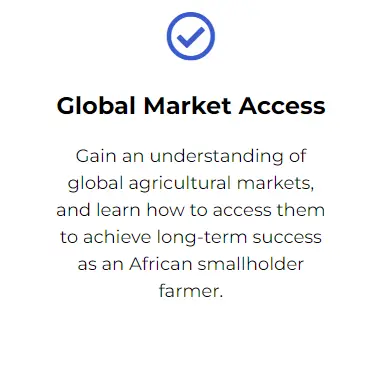 Global Market Access
Gain an understanding of
global agricultural markets,
and learn how to access them
to achieve long-term success
as an African smallholder
farmer.